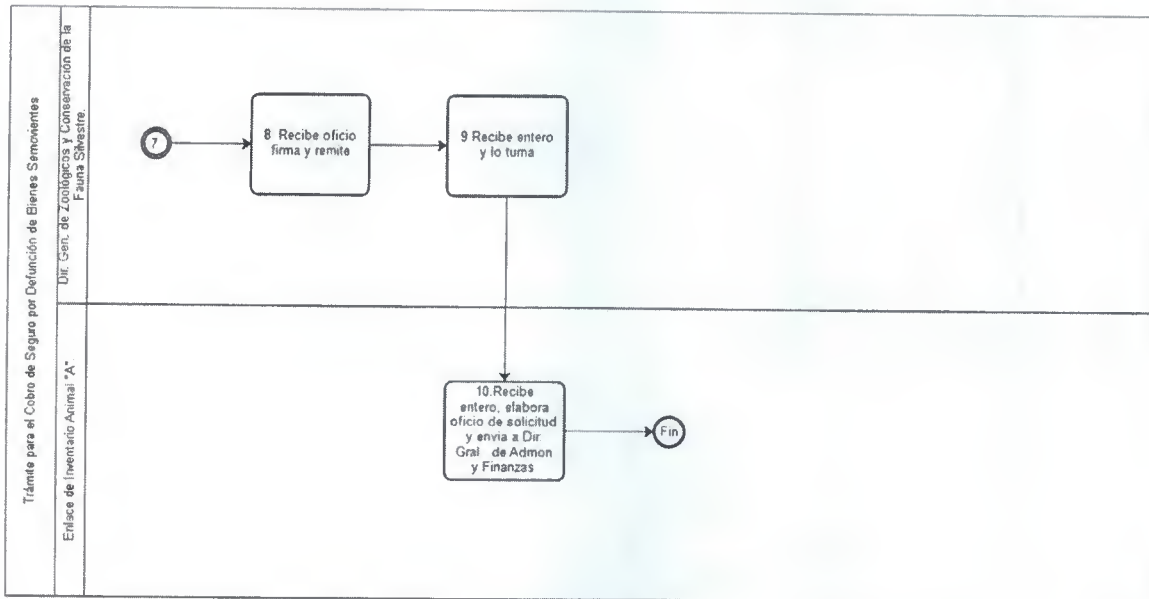 Trámite para el Cobro de Seguro por Defunción de Bienes Semovientes
Dir. Gen. de Zoológicos y Conservación de la
Fauna Silvestre.
7
8 Recibe oficio
firma y remite
9 Recibe entero
y lo turna
Enlace de Inventario Animal "A"
10.Recibe
entero, elabora
oficio de solicitud
y envia a Dir
Gral de Admon
y Finanzas
Fin